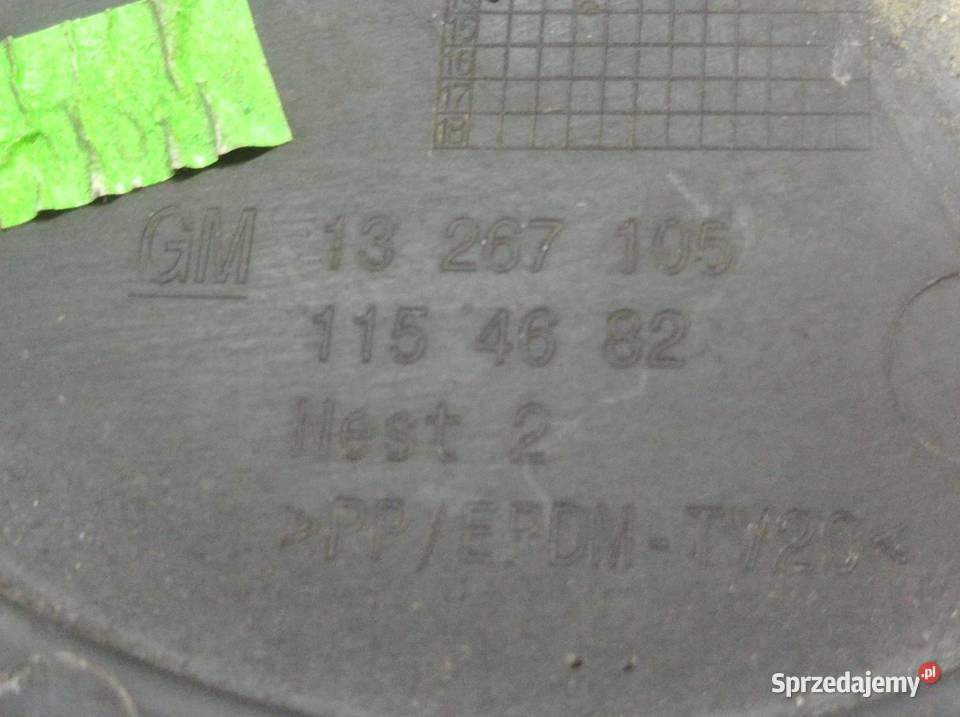 15
16
17
18
GM 13 267 105
115 46 82
Nest 2
>PP/EPDM-TV20<
Sprzedajemy.pl